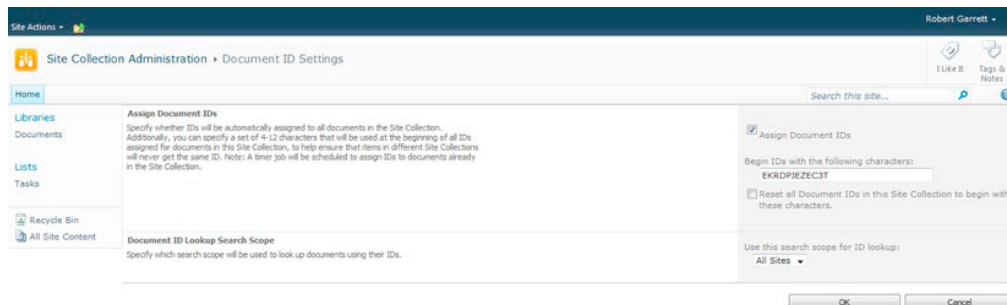 Site Actions
Robert Garrett
Site Collection Administration ▸ Document ID Settings
I Like It
Tags &
Notes
Home
Search this site...
Libraries
Documents
Lists
Tasks
Recycle Bin
All Site Content
Assign Document IDs
Specify whether IDs will be automatically assigned to all documents in the Site Collection.
Additionally, you can specify a set of 4-12 characters that will be used at the beginning of all IDs
assigned for documents in this Site Collection, to help ensure that items in different Site Collections
will never get the same ID. Note: A timer job will be scheduled to assign IDs to documents already
in the Site Collection.
Assign Document IDs
Begin IDs with the following characters:
EKRDPJEZEC3T
Reset all Document IDs in this Site Collection to begin with
these characters.
Document ID Lookup Search Scope
Specify which search scope will be used to look up documents using their IDs.
Use this search scope for ID lookup:
All Sites
OK
Cancel